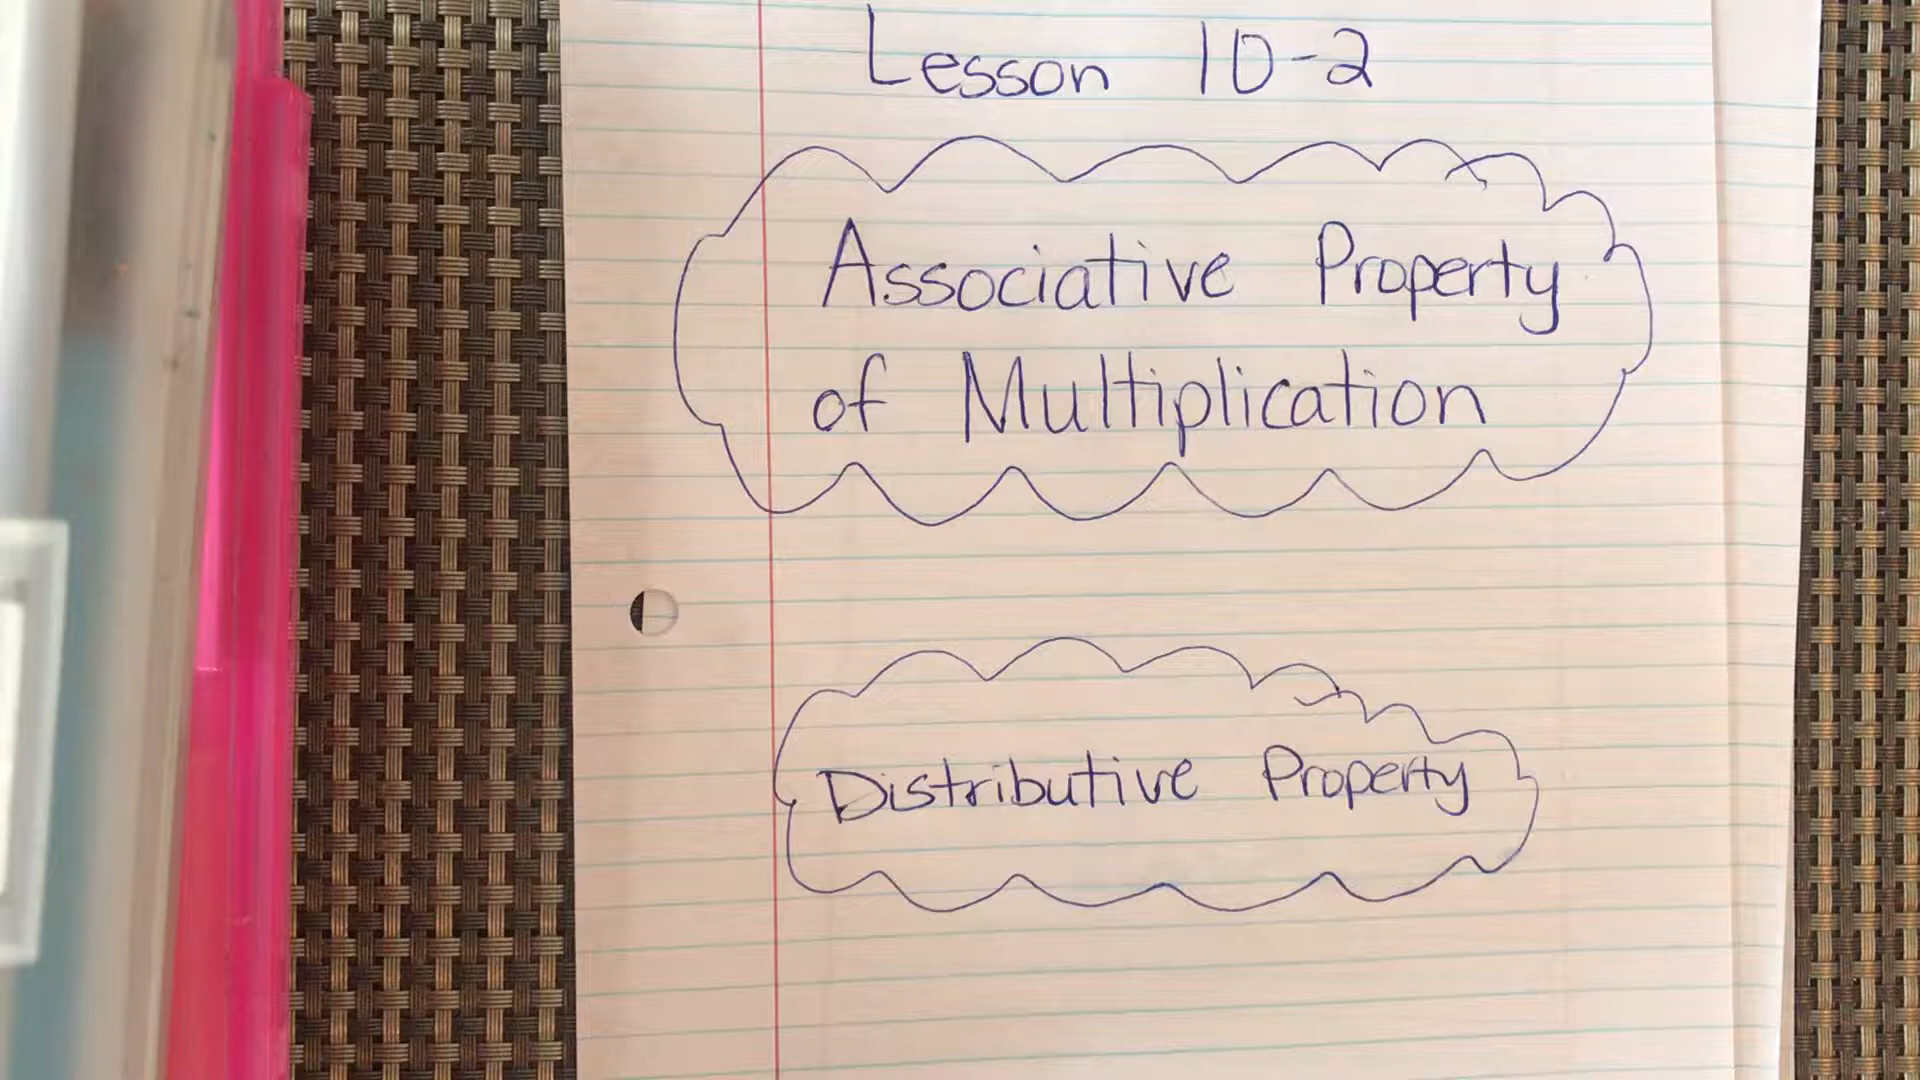 Lesson 10-2
Associative Property
of Multiplication
Distributive Property